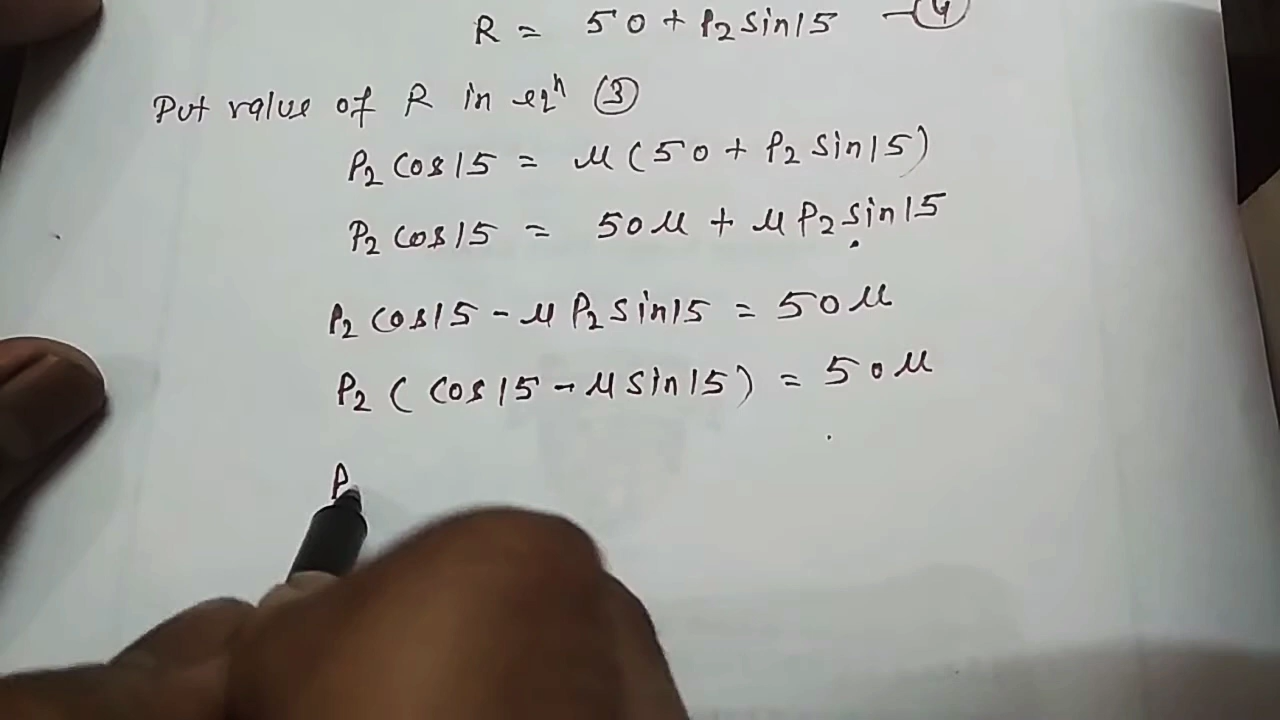 R = 50 + P₂ sin15 — ④
Put value of R in eqⁿ ③
P₂ cos15 = μ ( 50 + P₂ sin15 )
P₂ cos15 = 50μ + μ P₂ sin15
P₂ cos15 - μ P₂ sin15 = 50μ
P₂ ( cos15 - μ sin15 ) = 50μ
P